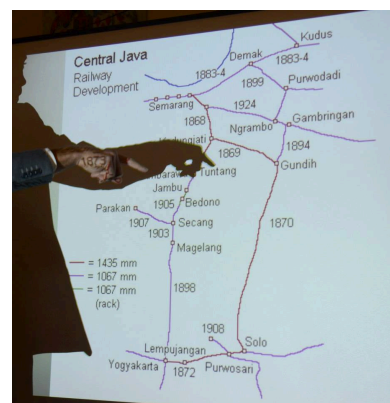 Central Java
Railway
Development
Kudus
Demak
1883-4
1883-4
1899
Purwodadi
Semarang
1924
Gambringan
1868
Ngrambo
1894
1869
Gundih
1873
Tuntang
Jambu
1905
Bedono
Parakan
1870
1907
Secang
1903
Magelang
= 1435 mm
= 1067 mm
= 1067 mm
(rack)
1898
1908
Lempujangan
Solo
Yogyakarta
1872
Purwosari